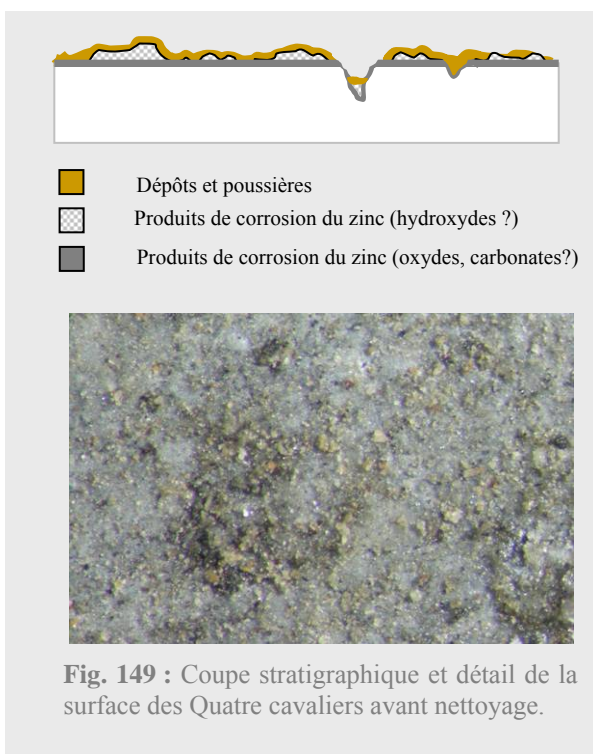 Dépôts et poussières
Produits de corrosion du zinc (hydroxydes ?)
Produits de corrosion du zinc (oxydes, carbonates?)
Fig. 149 : Coupe stratigraphique et détail de la
surface des Quatre cavaliers avant nettoyage.